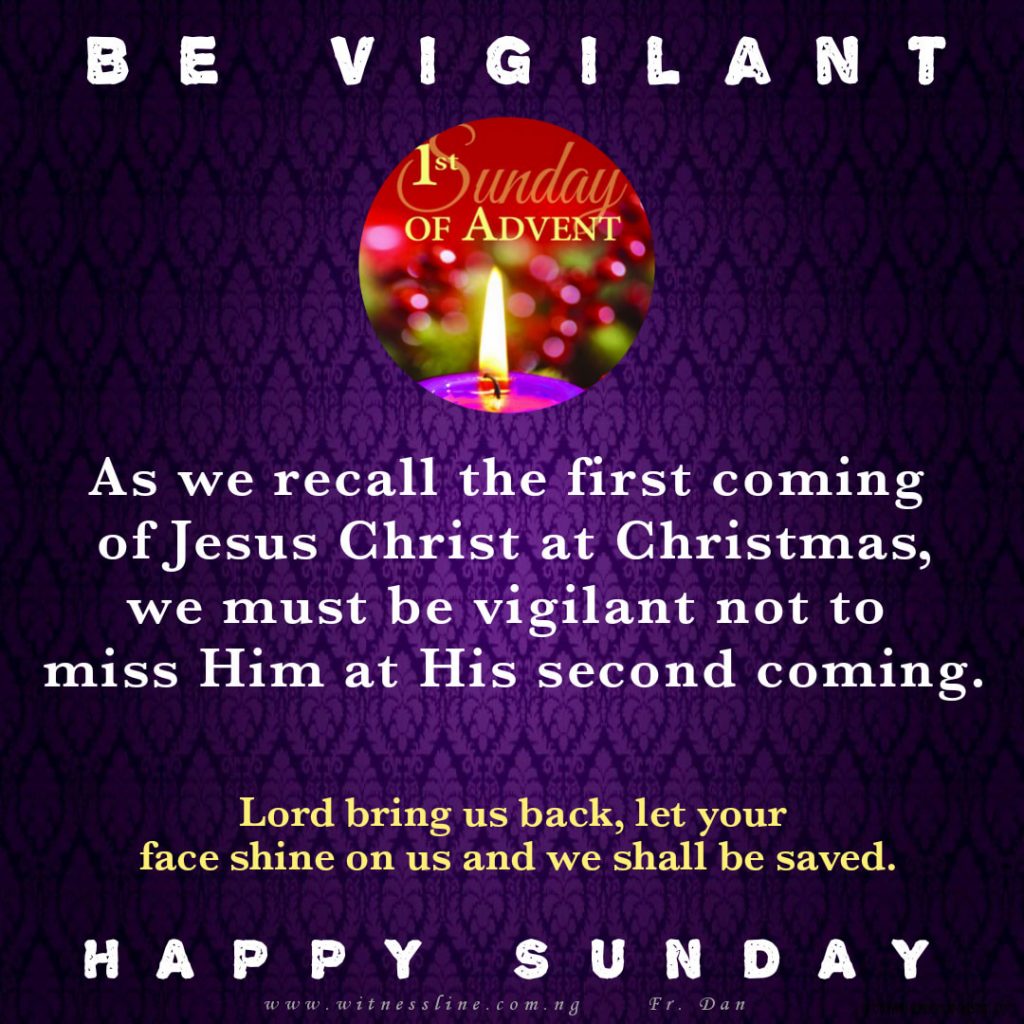 BE VIGILANT
1st Sunday
OF ADVENT
As we recall the first coming
of Jesus Christ at Christmas,
we must be vigilant not to
miss Him at His second coming.
Lord bring us back, let your
face shine on us and we shall be saved.
HAPPY SUNDAY
www.witnessline.com.ng Fr. Dan